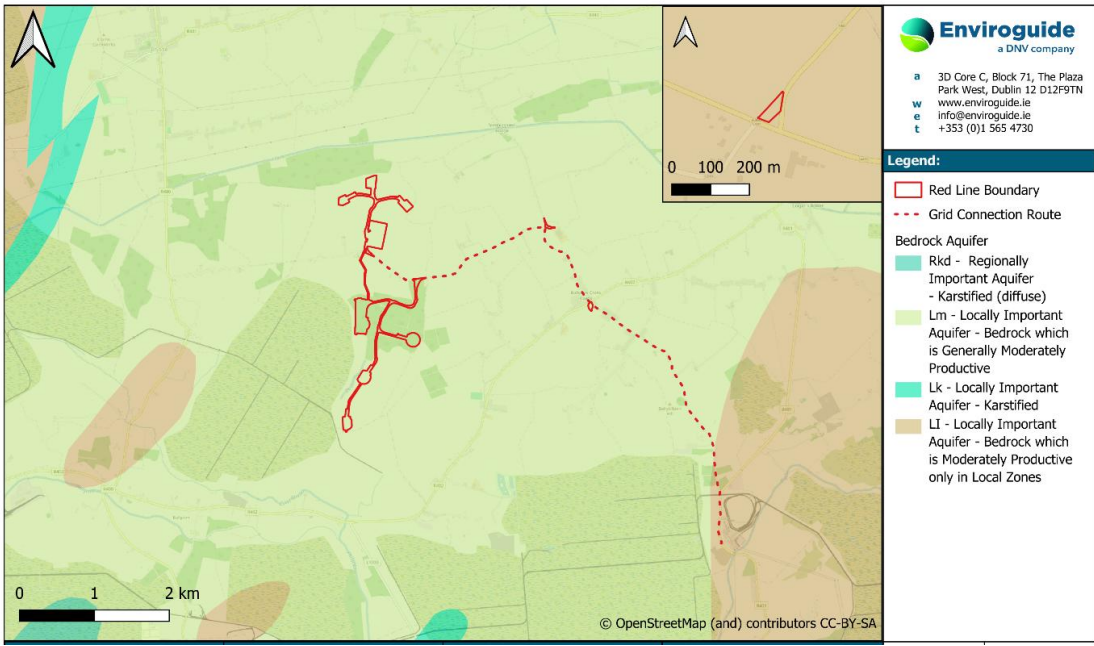 Enviroguide
a DNV company
a 3D Core C, Block 71, The Plaza
Park West, Dublin 12 D12F9TN
w www.enviroguide.ie
e info@enviroguide.ie
t +353 (0)1 565 4730
Legend:
Red Line Boundary
Grid Connection Route
Bedrock Aquifer
Rkd - Regionally
Important Aquifer
- Karstified (diffuse)
Lm - Locally Important
Aquifer - Bedrock which
is Generally Moderately
Productive
Lk - Locally Important
Aquifer - Karstified
LI - Locally Important
Aquifer - Bedrock which
is Moderately Productive
only in Local Zones
0 100 200 m
0 1 2 km
© OpenStreetMap (and) contributors CC-BY-SA